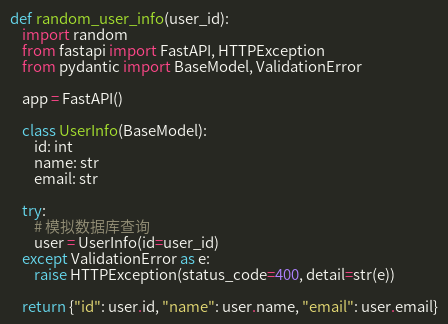 def random_user_info(user_id):
    import random
    from fastapi import FastAPI, HTTPException
    from pydantic import BaseModel, ValidationError

    app = FastAPI()

    class UserInfo(BaseModel):
        id: int
        name: str
        email: str

    try:
        # 模拟数据库查询
        user = UserInfo(id=user_id)
    except ValidationError as e:
        raise HTTPException(status_code=400, detail=str(e))

    return {"id": user.id, "name": user.name, "email": user.email}